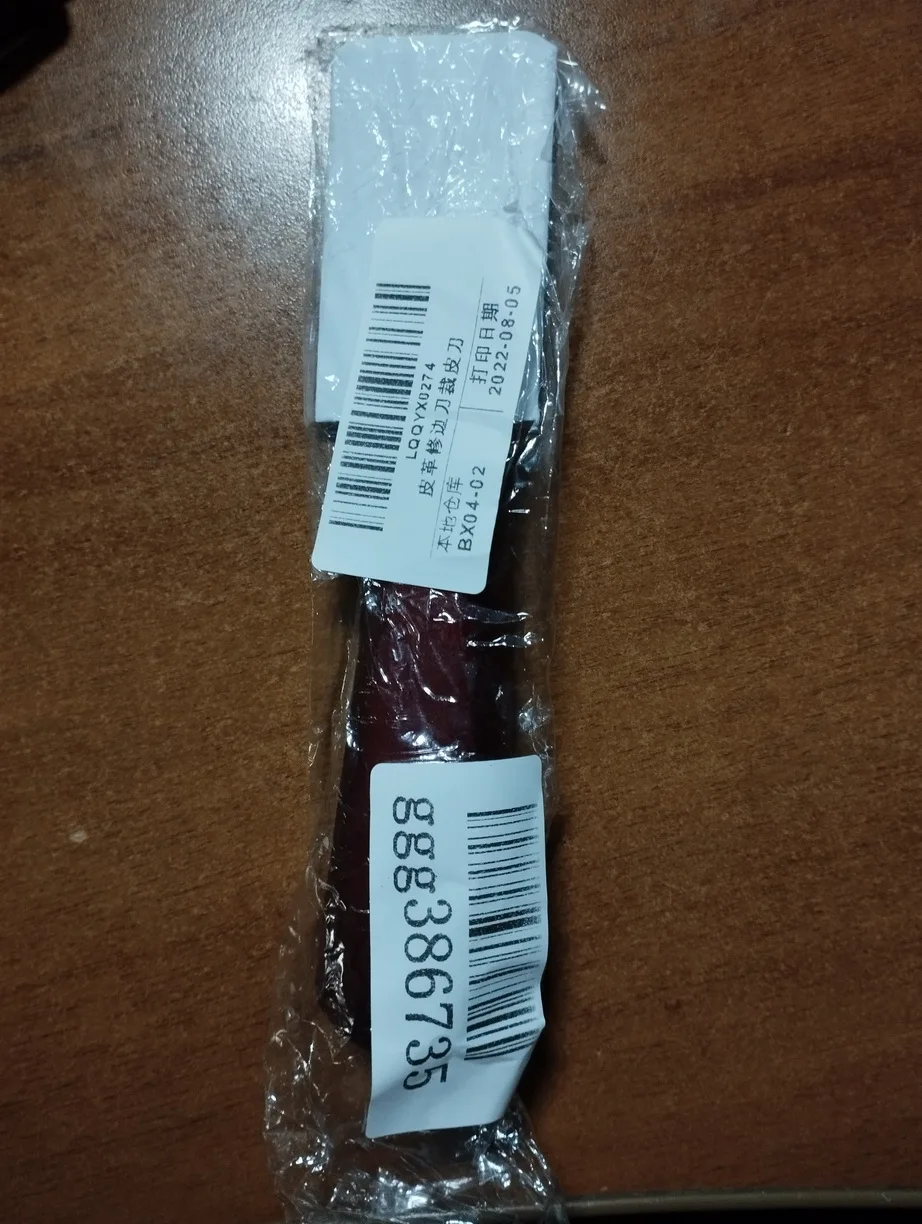 LQQYX0274
皮革修边刀裁皮刀
本地仓库
BX04-02
打印日期
2022-08-05
ggg386735